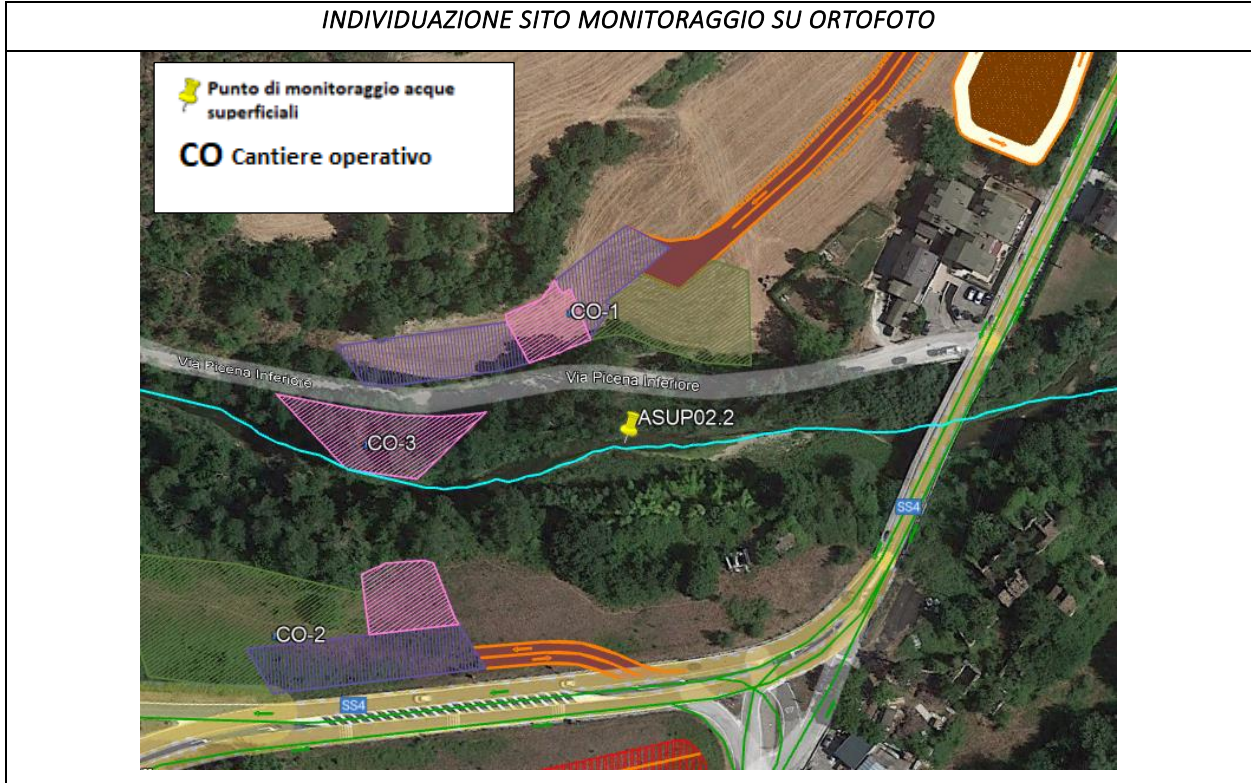 INDIVIDUAZIONE SITO MONITORAGGIO SU ORTOFOTO
Punto di monitoraggio acque
superficiali
CO Cantiere operativo
CO-1
Via Picena Inferiore
Via Picena Inferiore
ASUP02.2
CO-3
SS4
CO-2
SS4